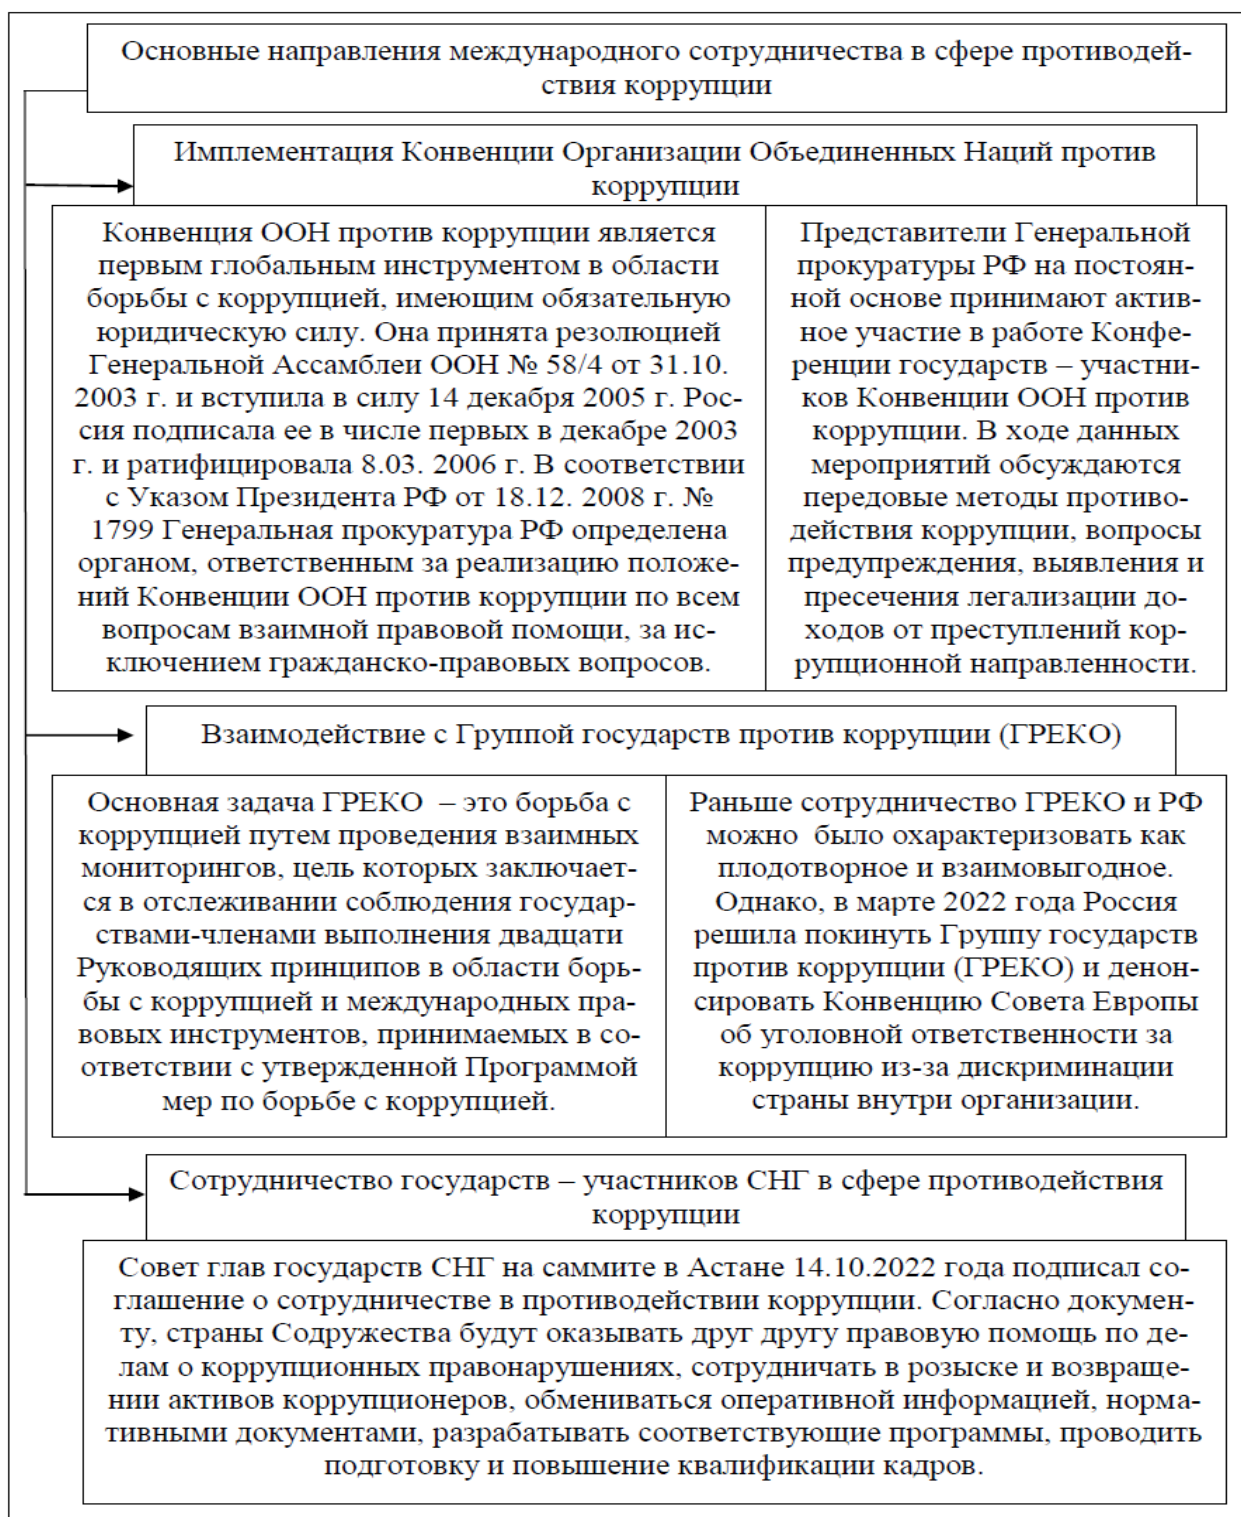 Основные направления международного сотрудничества в сфере противодей-
ствия коррупции
Имплементация Конвенции Организации Объединенных Наций против
коррупции
Конвенция ООН против коррупции является
первым глобальным инструментом в области
борьбы с коррупцией, имеющим обязательную
юридическую силу. Она принята резолюцией
Генеральной Ассамблеи ООН № 58/4 от 31.10.
2003 г. и вступила в силу 14 декабря 2005 г. Рос-
сия подписала ее в числе первых в декабре 2003
г. и ратифицировала 8.03. 2006 г. В соответствии
с Указом Президента РФ от 18.12. 2008 г. №
1799 Генеральная прокуратура РФ определена
органом, ответственным за реализацию положе-
ний Конвенции ООН против коррупции по всем
вопросам взаимной правовой помощи, за ис-
ключением гражданско-правовых вопросов.
Представители Генеральной
прокуратуры РФ на постоян-
ной основе принимают актив-
ное участие в работе Конфе-
ренции государств – участни-
ков Конвенции ООН против
коррупции. В ходе данных
мероприятий обсуждаются
передовые методы противо-
действия коррупции, вопросы
предупреждения, выявления и
пресечения легализации до-
ходов от преступлений кор-
рупционной направленности.
Взаимодействие с Группой государств против коррупции (ГРЕКО)
Основная задача ГРЕКО – это борьба с
коррупцией путем проведения взаимных
мониторингов, цель которых заключает-
ся в отслеживании соблюдения государ-
ствами-членами выполнения двадцати
Руководящих принципов в области борь-
бы с коррупцией и международных пра-
вовых инструментов, принимаемых в со-
ответствии с утвержденной Программой
мер по борьбе с коррупцией.
Раньше сотрудничество ГРЕКО и РФ
можно было охарактеризовать как
плодотворное и взаимовыгодное.
Однако, в марте 2022 года Россия
решила покинуть Группу государств
против коррупции (ГРЕКО) и денон-
сировать Конвенцию Совета Европы
об уголовной ответственности за
коррупцию из-за дискриминации
страны внутри организации.
Сотрудничество государств – участников СНГ в сфере противодействия
коррупции
Совет глав государств СНГ на саммите в Астане 14.10.2022 года подписал со-
глашение о сотрудничестве в противодействии коррупции. Согласно докумен-
ту, страны Содружества будут оказывать друг другу правовую помощь по де-
лам о коррупционных правонарушениях, сотрудничать в розыске и возвраще-
нии активов коррупционеров, обмениваться оперативной информацией, норма-
тивными документами, разрабатывать соответствующие программы, проводить
подготовку и повышение квалификации кадров.